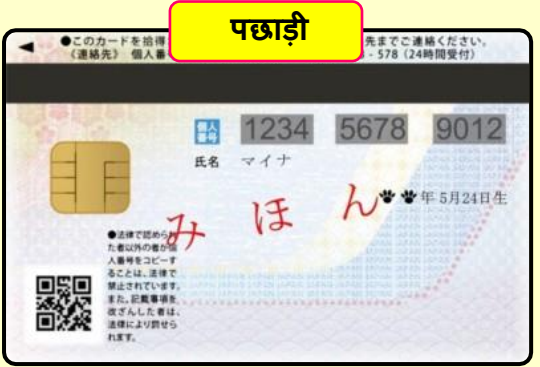 पछाड़ी
●このカードを拾得 先までご連絡ください。
《連絡先》 個人番 - 578 (24時間受付)
個人番号 1234 5678 9012
氏名 マイナ
年 5月24日生
みほん
●法律で認められ
た者以外の者が個
人番号をコピーす
ることは、法律で
禁止されています。
また、記載事項を
改ざんした者は、
法律により罰せら
れます。